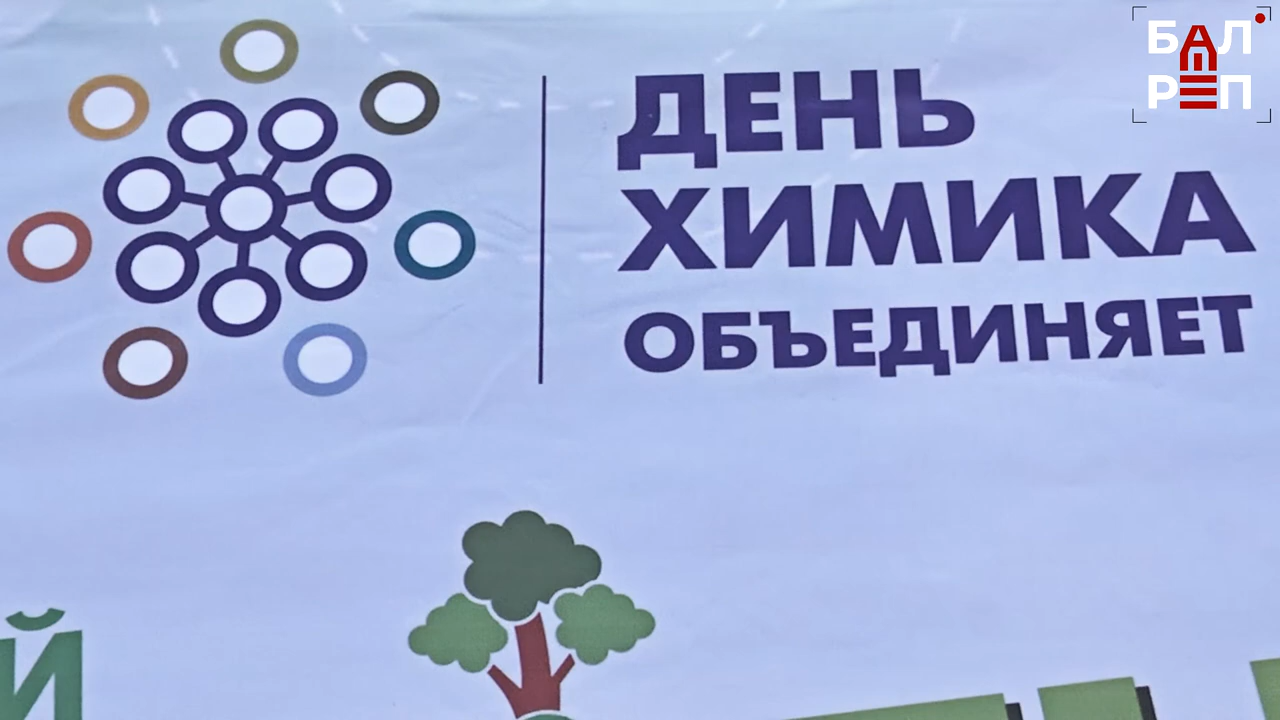 БАЛ
РЕП
ДЕНЬ
ХИМИКА
ОБЪЕДИНЯЕТ
Й